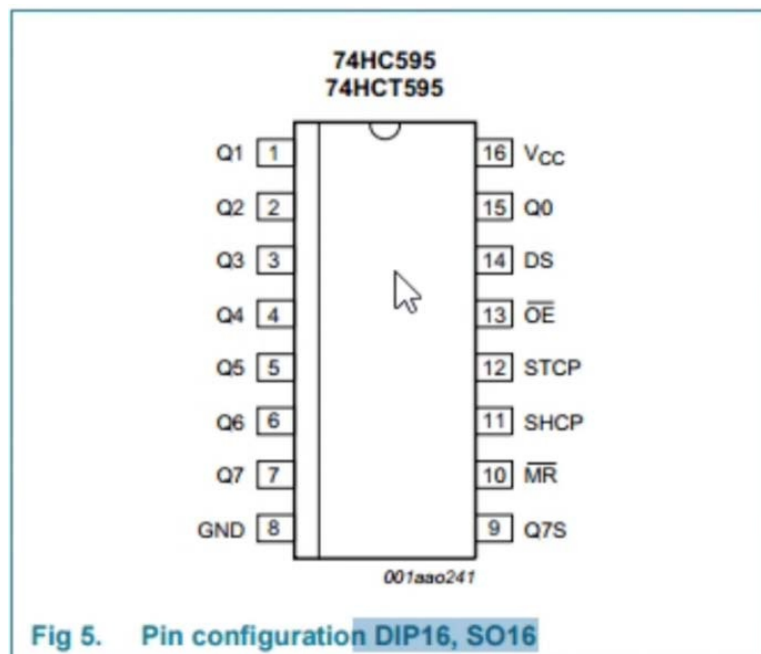 74HC595
74HCT595
Q1 1 16 VCC
Q2 2 15 Q0
Q3 3 14 DS
Q4 4 13 O̅E̅
Q5 5 12 STCP
Q6 6 11 SHCP
Q7 7 10 M̅R̅
GND 8 9 Q7S
001aao241
Fig 5. Pin configuration DIP16, SO16